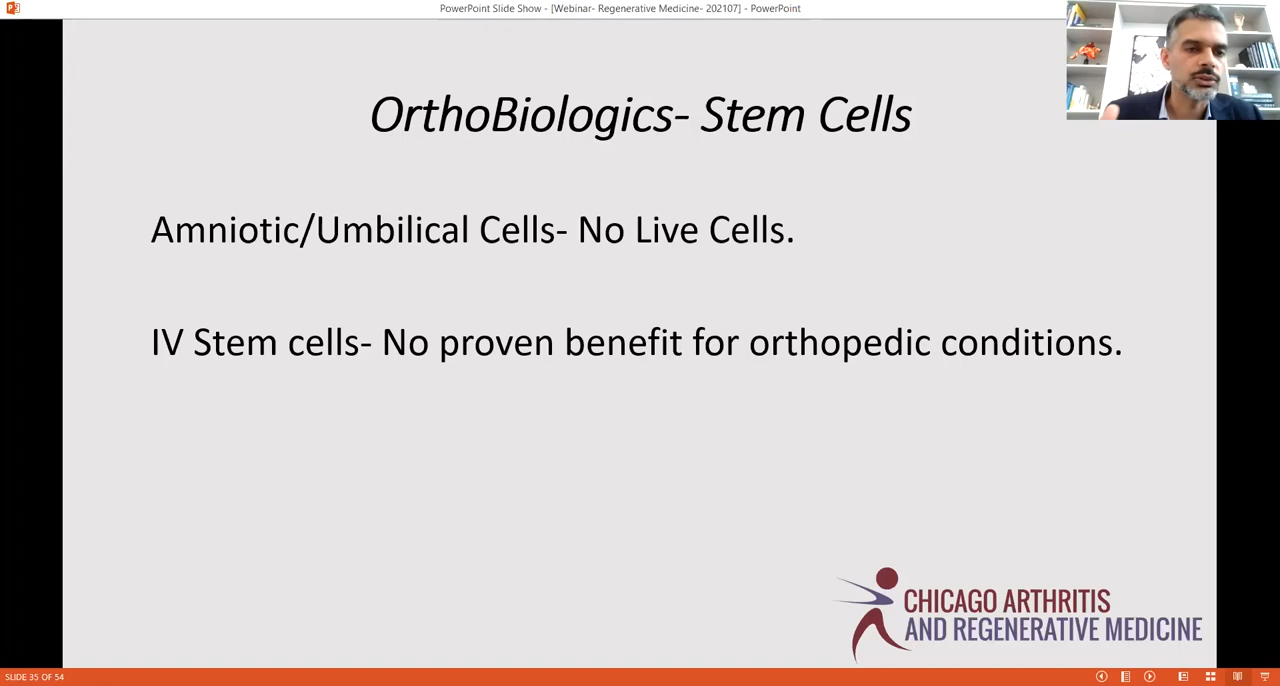 PowerPoint Slide Show - [Webinar- Regenerative Medicine- 202107] - PowerPoint
OrthoBiologics- Stem Cells
Amniotic/Umbilical Cells- No Live Cells.
IV Stem cells- No proven benefit for orthopedic conditions.
CHICAGO ARTHRITIS
AND REGENERATIVE MEDICINE
SLIDE 35 OF 54